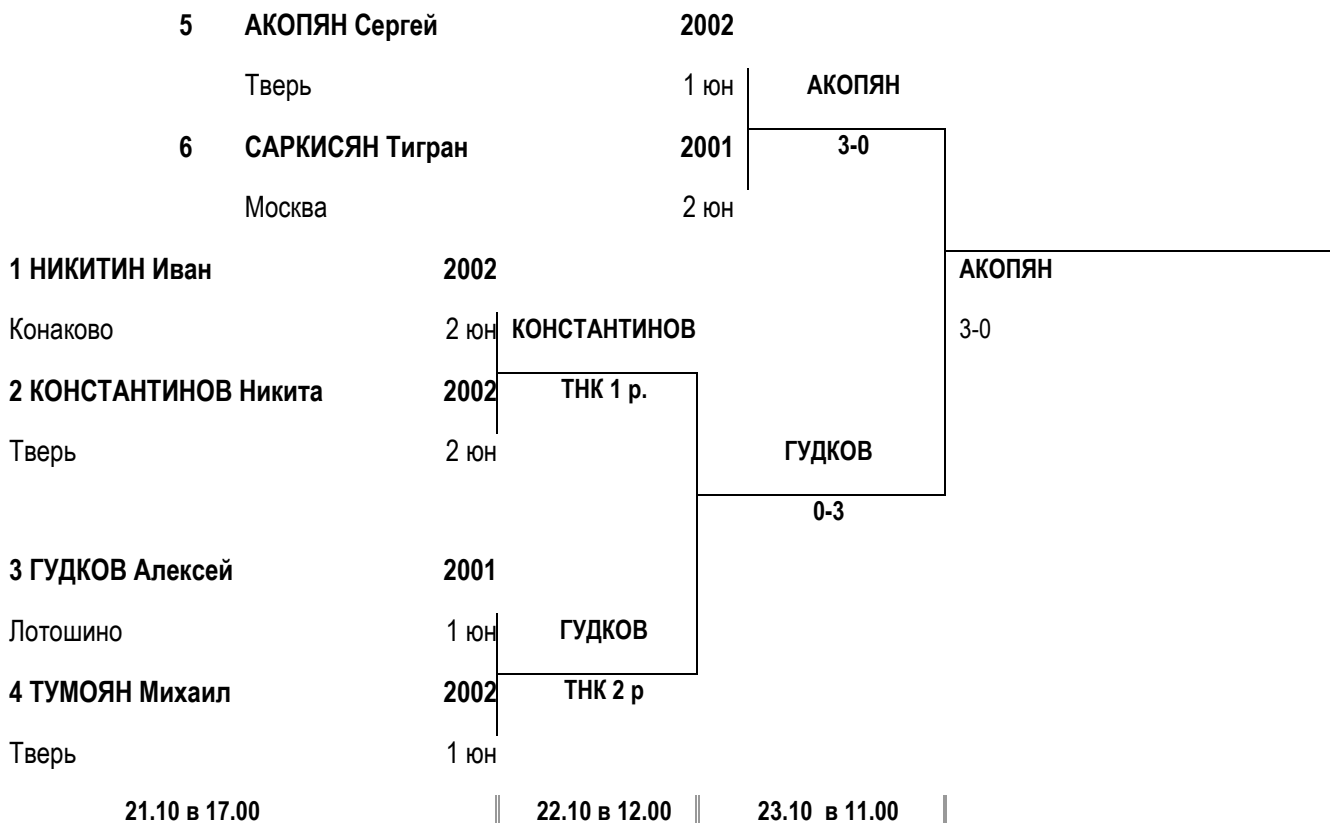 5 АКОПЯН Сергей 2002
Тверь 1 юн АКОПЯН
6 САРКИСЯН Тигран 2001 3-0
Москва 2 юн
1 НИКИТИН Иван 2002 АКОПЯН
Конаково 2 юн КОНСТАНТИНОВ 3-0
2 КОНСТАНТИНОВ Никита 2002 ТНК 1 р.
Тверь 2 юн ГУДКОВ
0-3
3 ГУДКОВ Алексей 2001
Лотошино 1 юн ГУДКОВ
4 ТУМОЯН Михаил 2002 ТНК 2 р
Тверь 1 юн
21.10 в 17.00 22.10 в 12.00 23.10 в 11.00